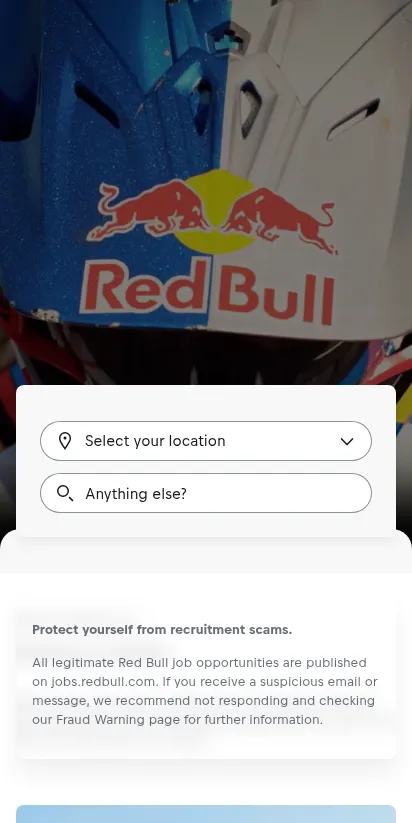 Red Bull
Select your location
Anything else?
Protect yourself from recruitment scams.
All legitimate Red Bull job opportunities are published
on jobs.redbull.com. If you receive a suspicious email or
message, we recommend not responding and checking
our Fraud Warning page for further information.